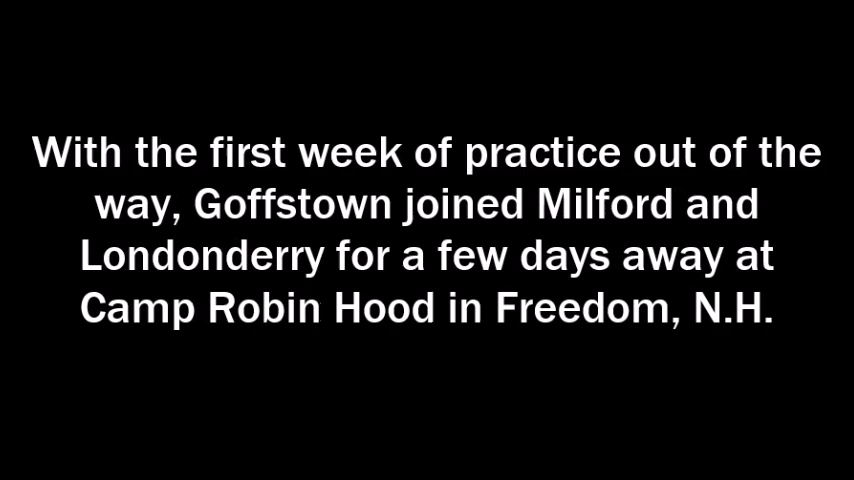 With the first week of practice out of the
way, Goffstown joined Milford and
Londonderry for a few days away at
Camp Robin Hood in Freedom, N.H.